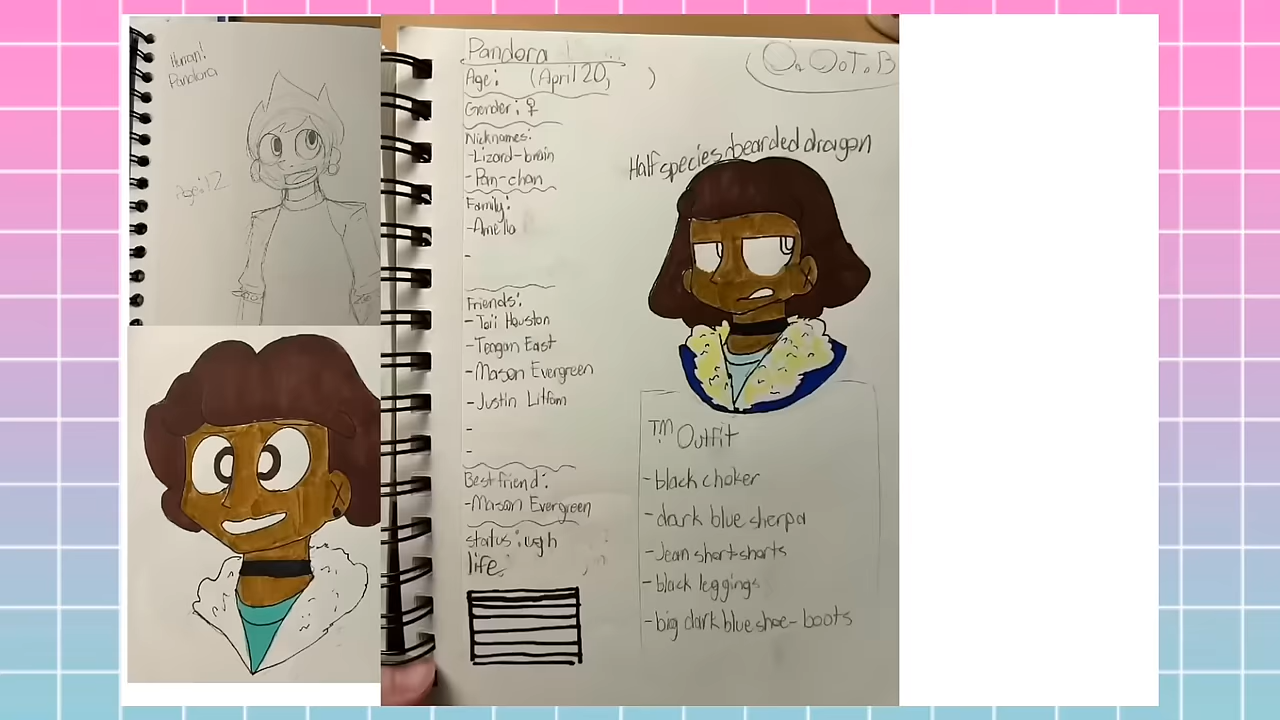 Human!
Pandora
Age: 12
Pandora
Age: (April 20, )
Gender: ♀
Nicknames:
-Lizard-brain
-Pan-chan
Family:
-Amella
-
Friends:
-Tori Houston
-Teagan East
-Mason Evergreen
-Justin
-
-
Best friend:
-Mason Evergreen
status: ugh
life
Half species: bearded dragon
TM Outfit
-black choker
-dark blue sherpa
-Jean short-shorts
-black leggings
-big dark blue shoe-boots